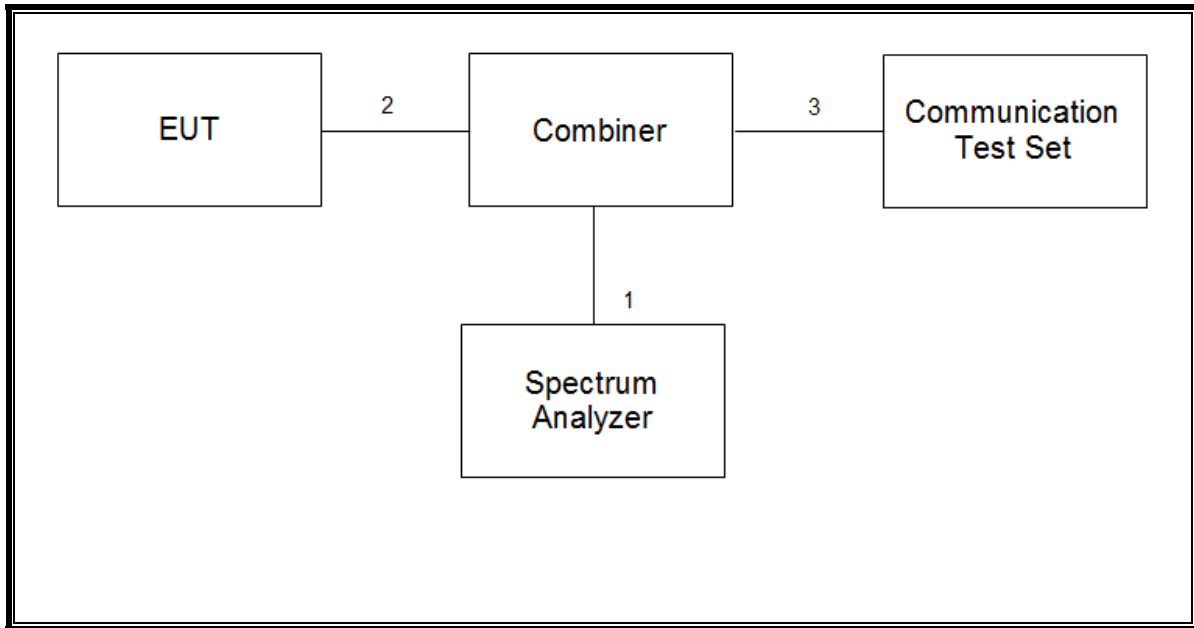 EUT
2
Combiner
3
Communication
Test Set
1
Spectrum
Analyzer